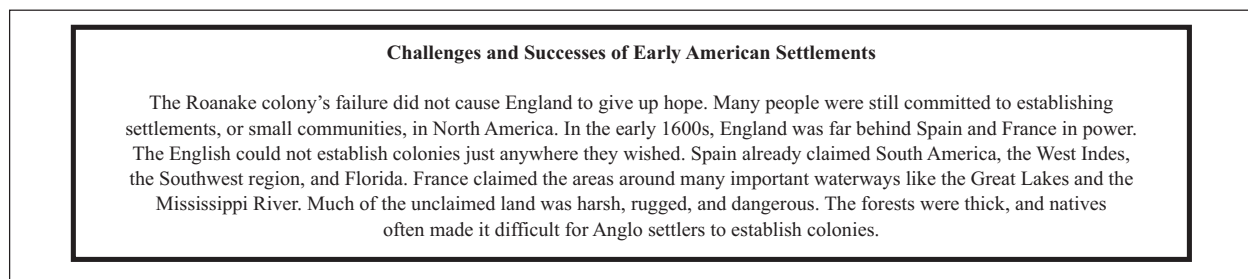 Challenges and Successes of Early American Settlements
The Roanake colony’s failure did not cause England to give up hope. Many people were still committed to establishing
settlements, or small communities, in North America. In the early 1600s, England was far behind Spain and France in power.
The English could not establish colonies just anywhere they wished. Spain already claimed South America, the West Indes,
the Southwest region, and Florida. France claimed the areas around many important waterways like the Great Lakes and the
Mississippi River. Much of the unclaimed land was harsh, rugged, and dangerous. The forests were thick, and natives
often made it difficult for Anglo settlers to establish colonies.